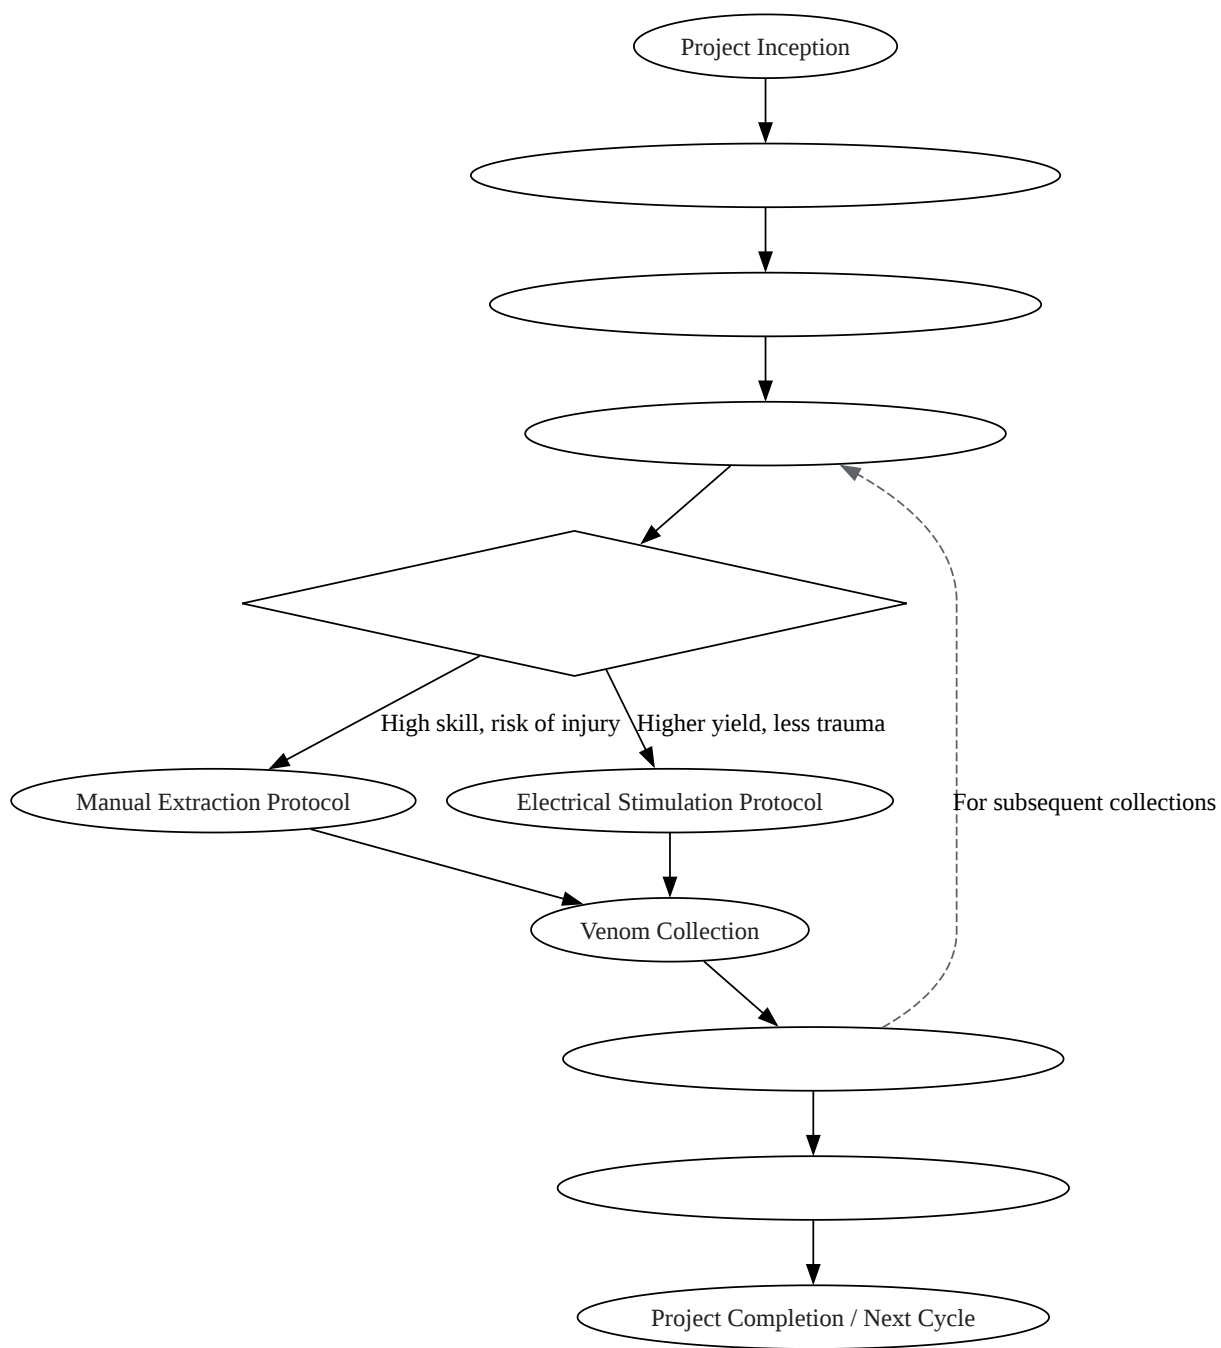 Project Inception
High skill, risk of injury
Higher yield, less trauma
Manual Extraction Protocol
Electrical Stimulation Protocol
For subsequent collections
Venom Collection
Project Completion / Next Cycle